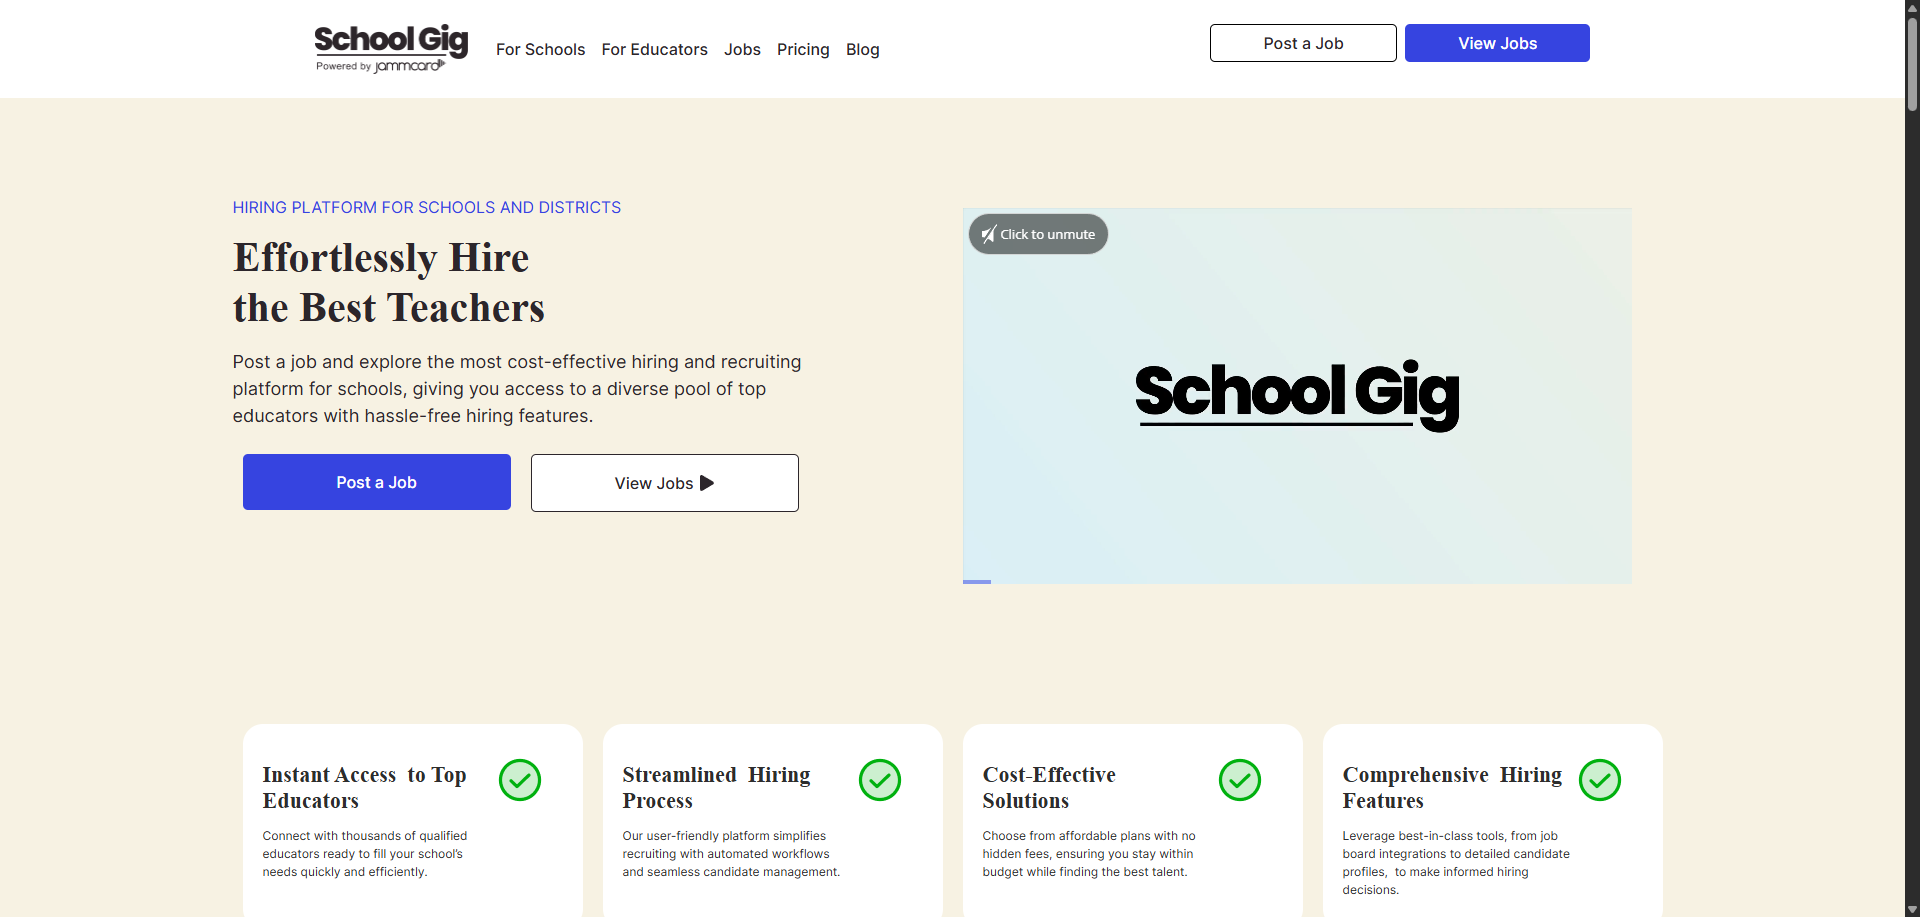 School Gig
Powered by jammcard
For Schools
For Educators
Jobs
Pricing
Blog
Post a Job
View Jobs
HIRING PLATFORM FOR SCHOOLS AND DISTRICTS
Effortlessly Hire
the Best Teachers
Post a job and explore the most cost-effective hiring and recruiting
platform for schools, giving you access to a diverse pool of top
educators with hassle-free hiring features.
Post a Job
View Jobs
Click to unmute
School Gig
Instant Access to Top
Educators
Connect with thousands of qualified
educators ready to fill your school’s
needs quickly and efficiently.
Streamlined Hiring
Process
Our user-friendly platform simplifies
recruiting with automated workflows
and seamless candidate management.
Cost-Effective
Solutions
Choose from affordable plans with no
hidden fees, ensuring you stay within
budget while finding the best talent.
Comprehensive Hiring
Features
Leverage best-in-class tools, from job
board integrations to detailed candidate
profiles, to make informed hiring
decisions.